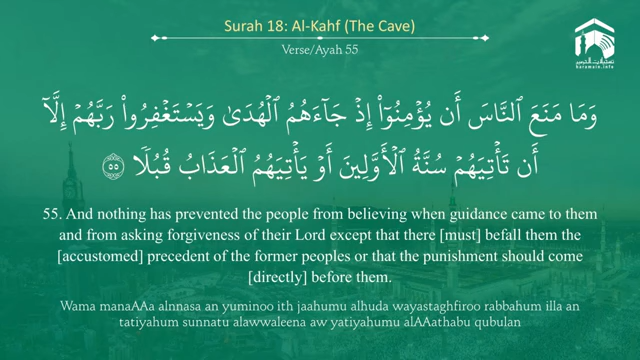 Surah 18: Al-Kahf (The Cave)
Verse/Ayah 55
haramain.info
وَمَا مَنَعَ ٱلنَّاسَ أَن يُؤْمِنُوٓا۟ إِذْ جَآءَهُمُ ٱلْهُدَىٰ وَيَسْتَغْفِرُوا۟ رَبَّهُمْ إِلَّآ
أَن تَأْتِيَهُمْ سُنَّةُ ٱلْأَوَّلِينَ أَوْ يَأْتِيَهُمُ ٱلْعَذَابُ قُبُلًا ٥٥
55. And nothing has prevented the people from believing when guidance came to them
and from asking forgiveness of their Lord except that there [must] befall them the
[accustomed] precedent of the former peoples or that the punishment should come
[directly] before them.
Wama manaAAa alnnasa an yuminoo ith jaahumu alhuda wayastaghfiroo rabbahum illa an
tatiyahum sunnatu alawwaleena aw yatiyahumu alAAathabu qubulan